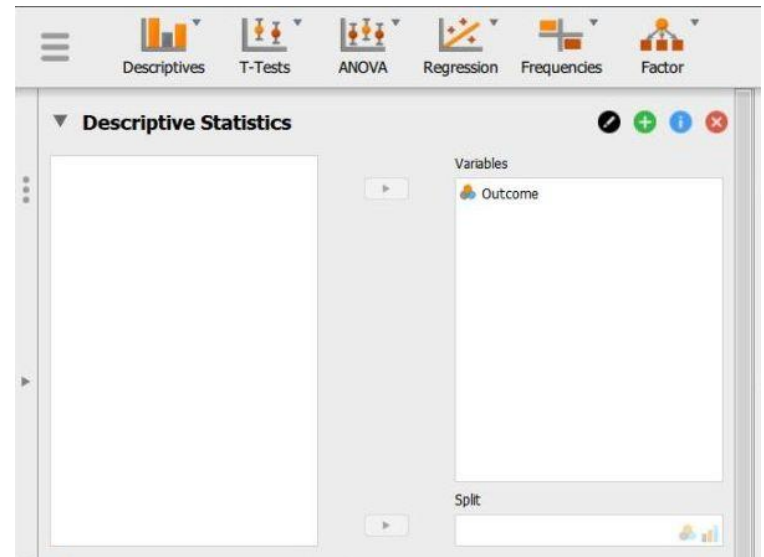 Descriptives T-Tests ANOVA Regression Frequencies Factor
Descriptive Statistics
Variables
Outcome
Split